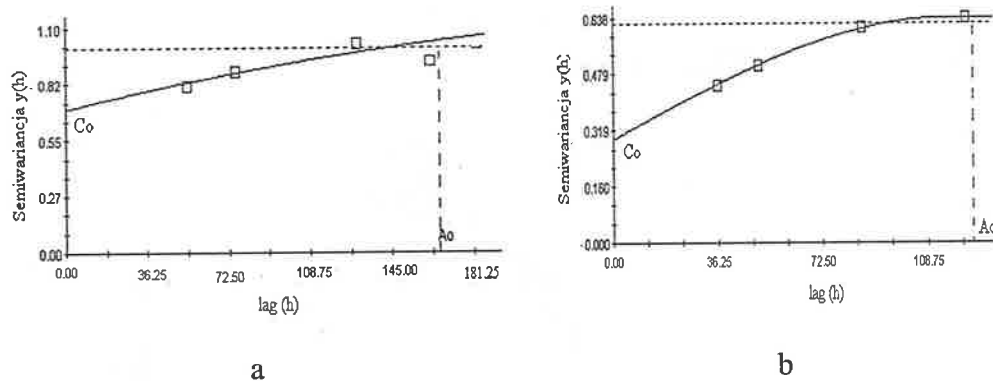 1.10
0.82
0.55
0.27
0.00
Semiwariancja y(h)
Co
Ao
0.00 36.25 72.50 108.75 145.00 181.25
lag (h)
a
0.638
0.479
0.319
0.160
-0.000
Semiwariancja y(h)
Co
Ao
0.00 36.25 72.50 108.75
lag (h)
b